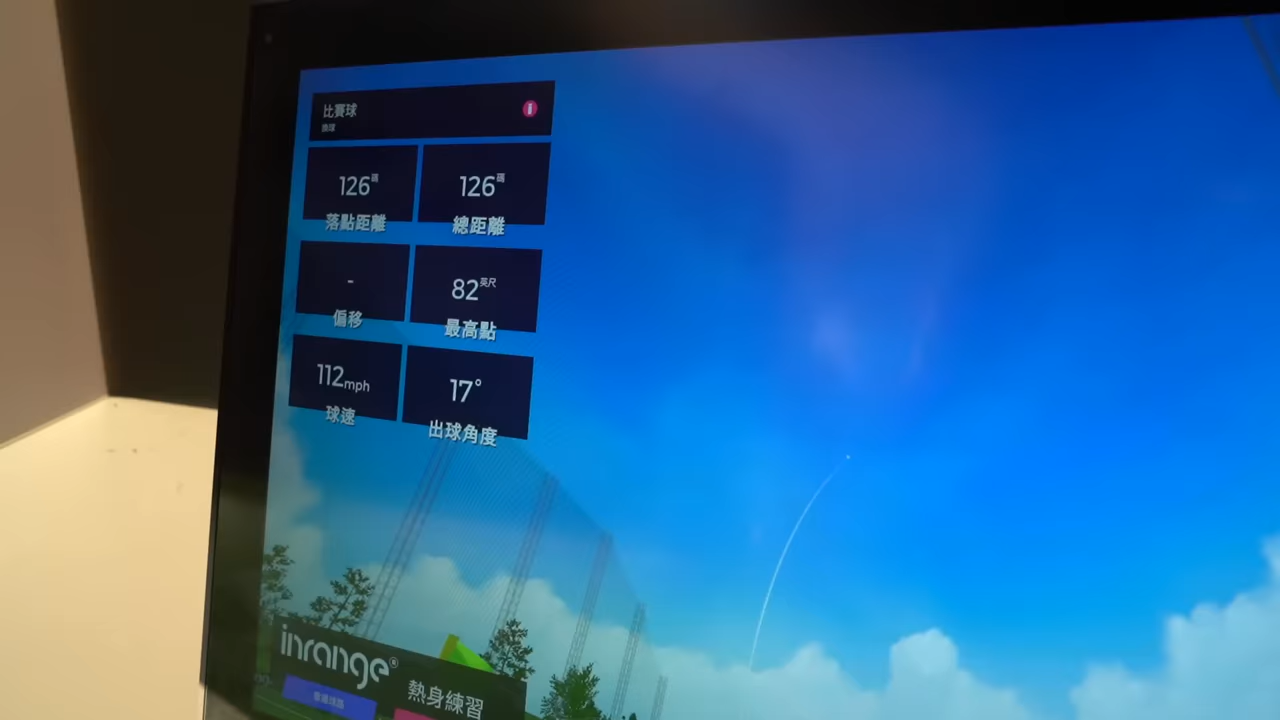 比賽球
換球
126碼
126碼
落點距離
總距離
-
82英尺
偏移
最高點
112mph
17°
球速
出球角度
inrange®
熱身練習